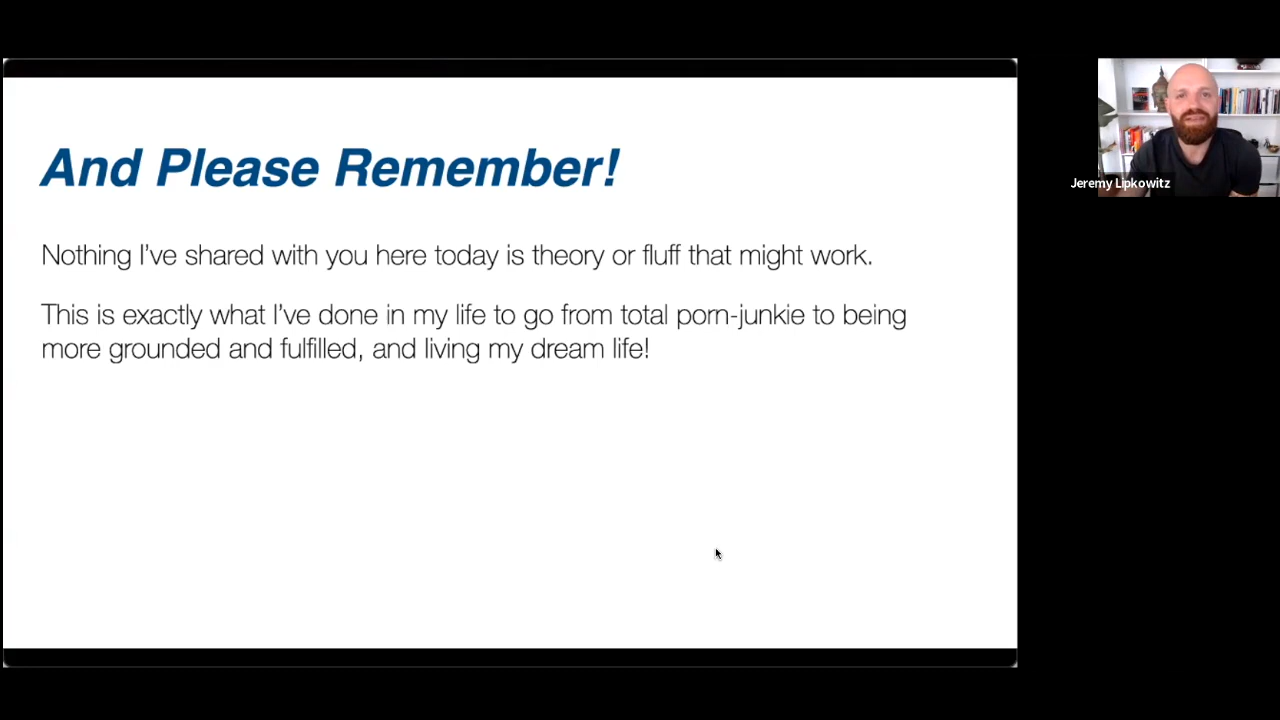 And Please Remember!
Nothing I've shared with you here today is theory or fluff that might work.
This is exactly what I've done in my life to go from total porn-junkie to being
more grounded and fulfilled, and living my dream life!
Jeremy Lipkowitz